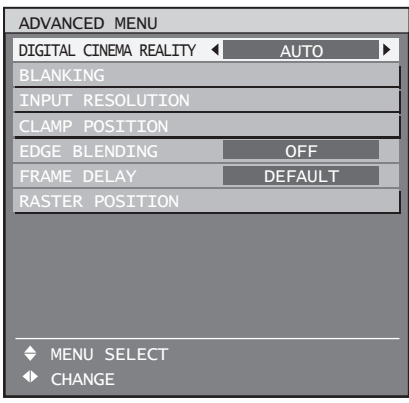 ADVANCED MENU
DIGITAL CINEMA REALITY AUTO
BLANKING
INPUT RESOLUTION
CLAMP POSITION
EDGE BLENDING OFF
FRAME DELAY DEFAULT
RASTER POSITION
MENU SELECT
CHANGE